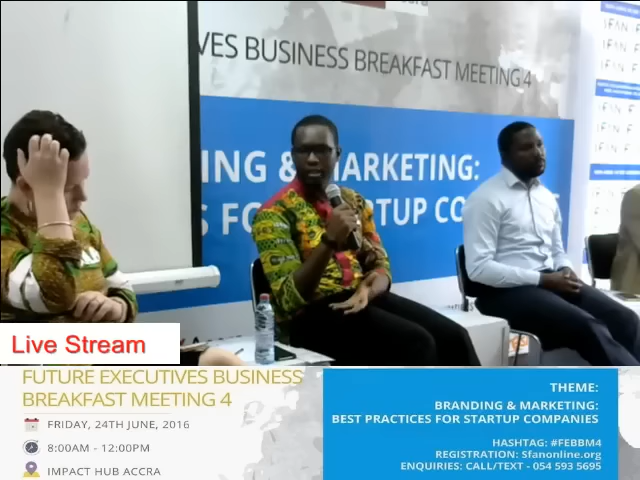 VES BUSINESS BREAKFAST MEETING 4
ING & MARKETING:
S FO
RTUP CO
Live Stream
FUTURE EXECUTIVES BUSINESS
BREAKFAST MEETING 4
FRIDAY, 24TH JUNE, 2016
8:00AM - 12:00PM
IMPACT HUB ACCRA
THEME:
BRANDING & MARKETING:
BEST PRACTICES FOR STARTUP COMPANIES
HASHTAG: #FEBBM4
REGISTRATION: Sfanonline.org
ENQUIRIES: CALL/TEXT - 054 593 5695